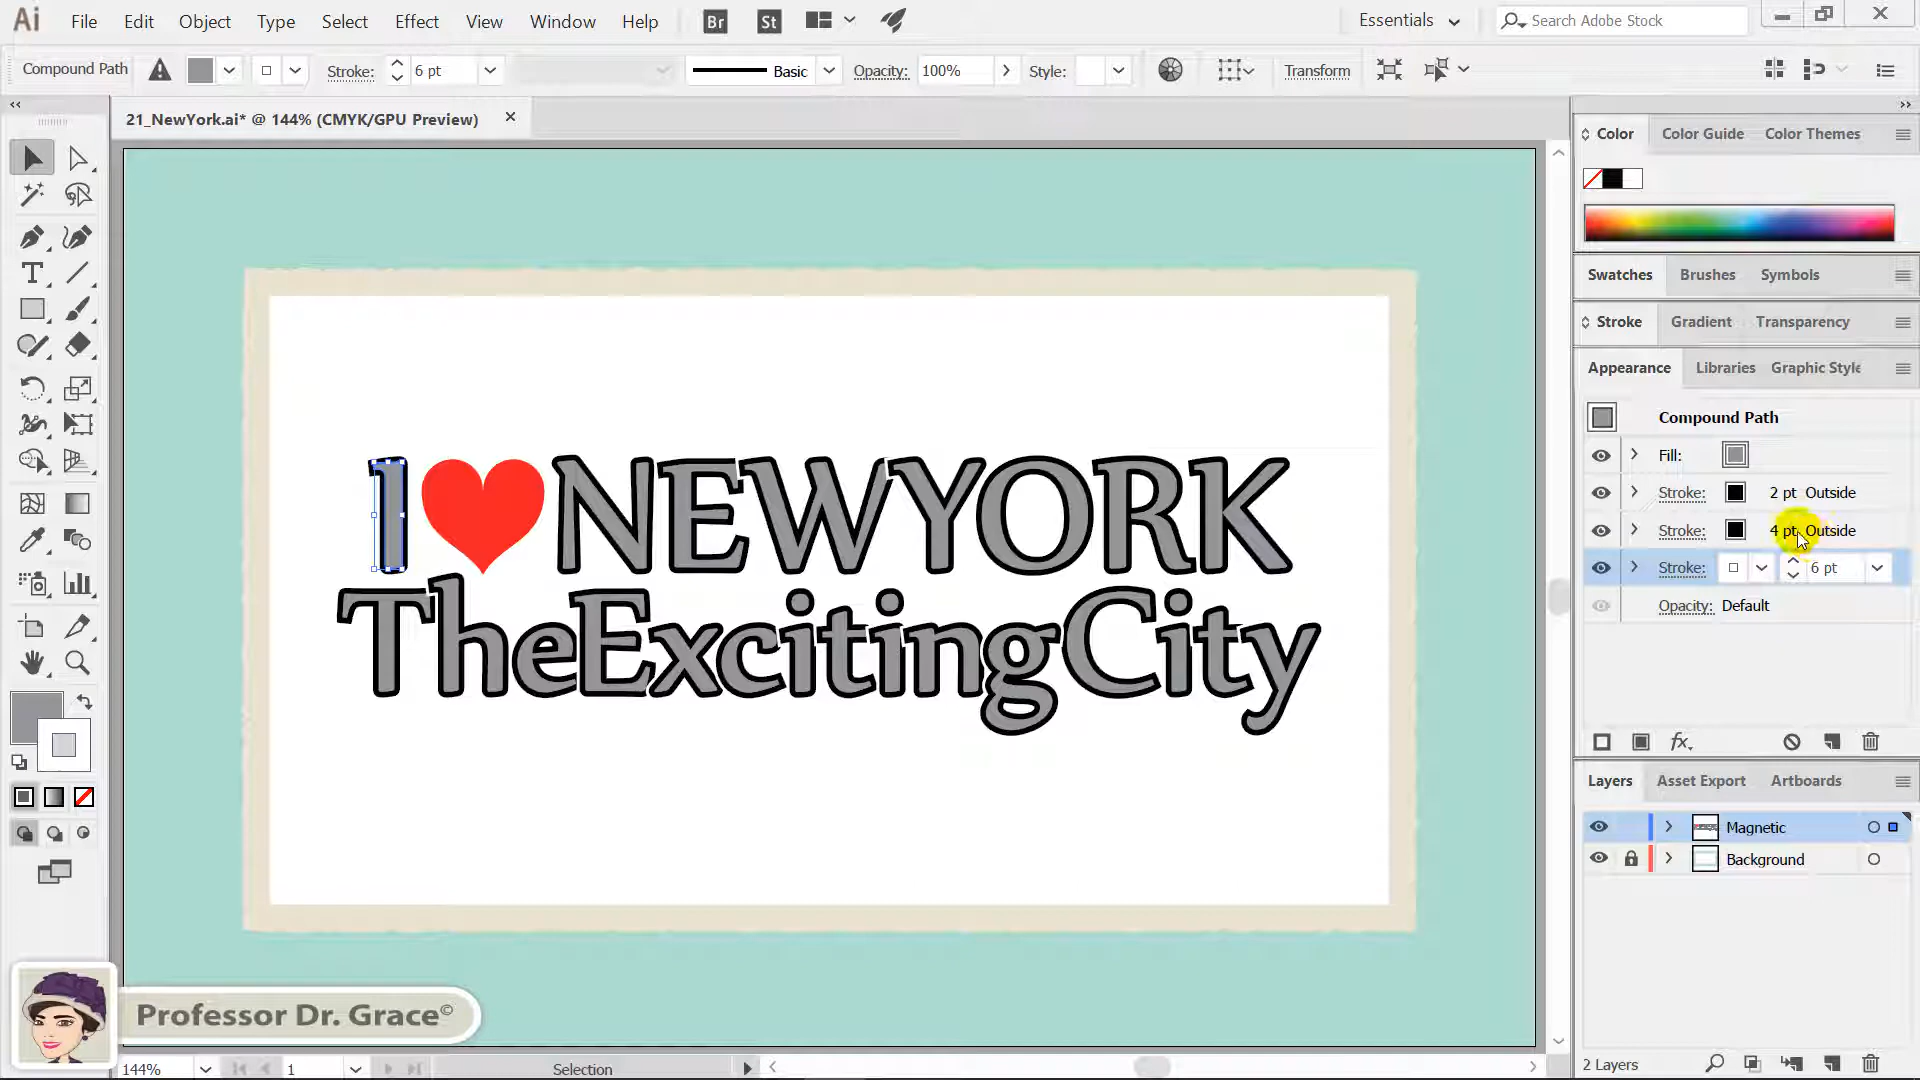 Ai File Edit Object Type Select Effect View Window Help Br St Essentials Search Adobe Stock
Compound Path Stroke: 6 pt Basic Opacity: 100% Style: Transform
21_NewYork.ai* @ 144% (CMYK/GPU Preview)
Color Color Guide Color Themes
Swatches Brushes Symbols
Stroke Gradient Transparency
Appearance Libraries Graphic Style
Compound Path
Fill:
Stroke: 2 pt Outside
Stroke: 4 pt Outside
Stroke: 6 pt
Opacity: Default
fx
I NEWYORK
TheExcitingCity
Layers Asset Export Artboards
Magnetic
Background
Professor Dr. Grace©
144% 1 Selection
2 Layers